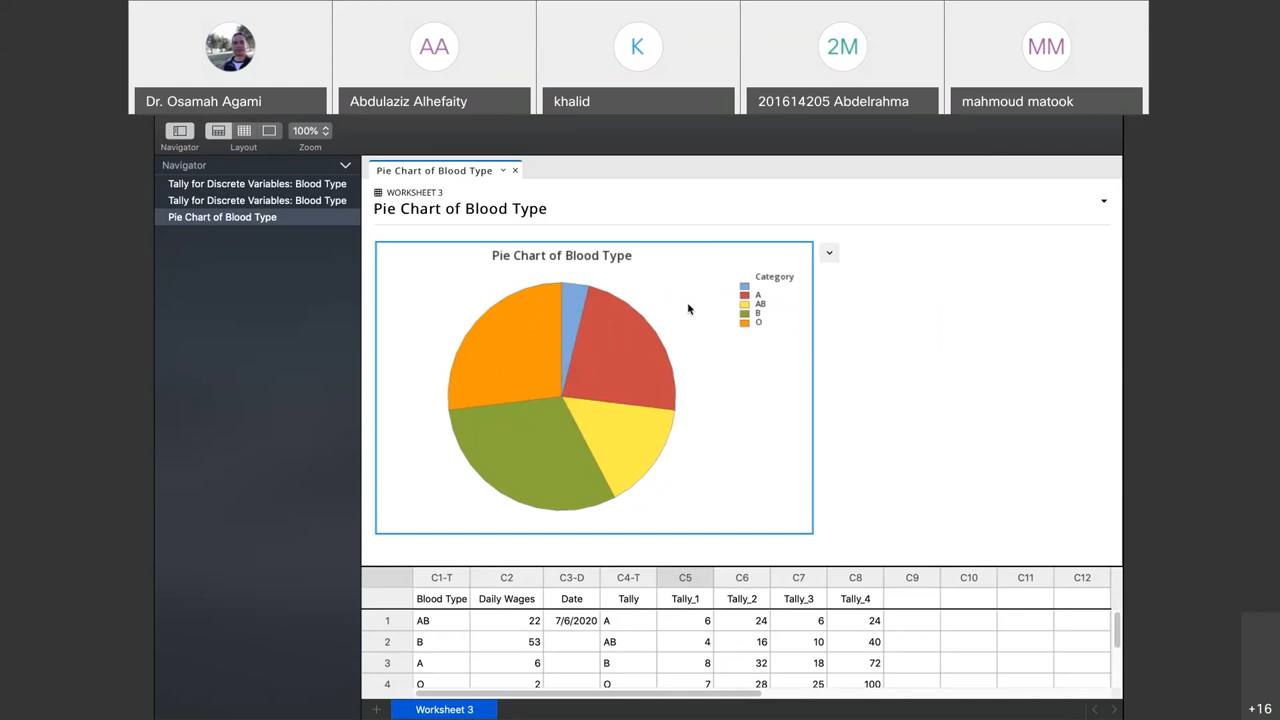 AA
K
2M
MM
Dr. Osamah Agami
Abdulaziz Alhefaity
khalid
201614205 Abdelrahma
mahmoud matook
100%
Navigator
Layout
Zoom
Navigator
Tally for Discrete Variables: Blood Type
Tally for Discrete Variables: Blood Type
Pie Chart of Blood Type
Pie Chart of Blood Type
WORKSHEET 3
Pie Chart of Blood Type
Pie Chart of Blood Type
Category
A
AB
B
O
C1-T C2 C3-D C4-T C5 C6 C7 C8 C9 C10 C11 C12
Blood Type Daily Wages Date Tally Tally_1 Tally_2 Tally_3 Tally_4
1 AB 22 7/6/2020 A 6 24 6 24
2 B 53 AB 4 16 10 40
3 A 6 B 8 32 18 72
4 O 2 O 7 28 25 100
Worksheet 3
+16